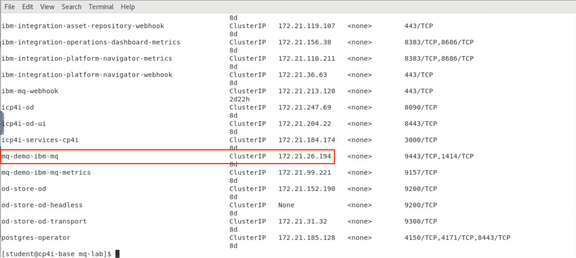 File Edit View Search Terminal Help
8d
ibm-integration-asset-repository-webhook ClusterIP 172.21.119.107 <none> 443/TCP
8d
ibm-integration-operations-dashboard-metrics ClusterIP 172.21.156.38 <none> 8383/TCP,8686/TCP
8d
ibm-integration-platform-navigator-metrics ClusterIP 172.21.110.211 <none> 8383/TCP,8686/TCP
8d
ibm-integration-platform-navigator-webhook ClusterIP 172.21.36.63 <none> 443/TCP
8d
ibm-mq-webhook ClusterIP 172.21.213.120 <none> 443/TCP
2d22h
icp4i-od ClusterIP 172.21.247.69 <none> 8090/TCP
8d
icp4i-od-ui ClusterIP 172.21.204.22 <none> 8443/TCP
8d
icp4i-services-cp4i ClusterIP 172.21.184.174 <none> 3000/TCP
8d
mq-demo-ibm-mq ClusterIP 172.21.26.194 <none> 9443/TCP,1414/TCP
8d
mq-demo-ibm-mq-metrics ClusterIP 172.21.99.221 <none> 9157/TCP
8d
od-store-od ClusterIP 172.21.152.190 <none> 9200/TCP
8d
od-store-od-headless ClusterIP None <none> 9200/TCP
8d
od-store-od-transport ClusterIP 172.21.31.32 <none> 9300/TCP
8d
postgres-operator ClusterIP 172.21.185.128 <none> 4150/TCP,4171/TCP,8443/TCP
8d
[student@cp4i-base mq-lab]$